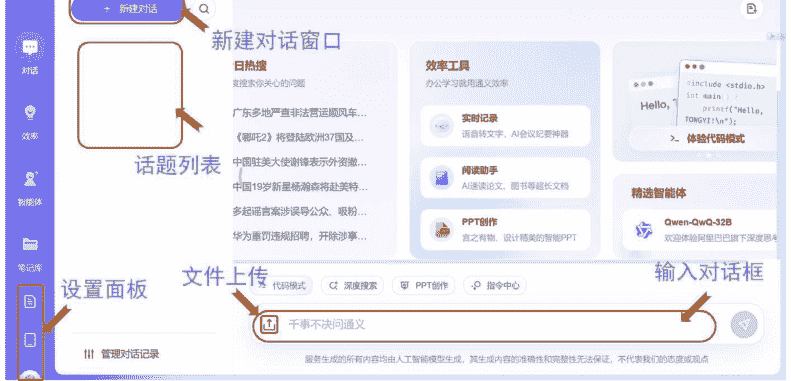 + 新建对话
新建对话窗口
对话
效率
智能体
笔记库
设置面板
话题列表
管理对话记录
日热搜
搜索你关心的问题
广东多地严查非法营运顺风车...
《哪吒2》将登陆欧洲37国及...
中国驻美大使谢锋表示外资撤...
中国19岁新星杨瀚森将赴美特...
多起谣言案涉误导公众、吸粉...
华为重罚违规招聘,开除涉事...
效率工具
办公学习就用通义效率
实时记录
语音转文字、AI会议纪要神器
阅读助手
AI速读论文、图书等超长文档
PPT创作
言之有物、设计精美的智能PPT
Hello,
#include <stdio.h>
int main
printf("Hello,
TONGYI!\n");
>_ 体验代码模式
精选智能体
Qwen-QwQ-32B
欢迎体验阿里巴巴旗下深度思考
文件上传
代码模式
深度搜索
PPT创作
指令中心
输入对话框
千事不决问通义
服务生成的所有内容均由人工智能模型生成,其生成内容的准确性和完整性无法保证,不代表我们的态度或观点